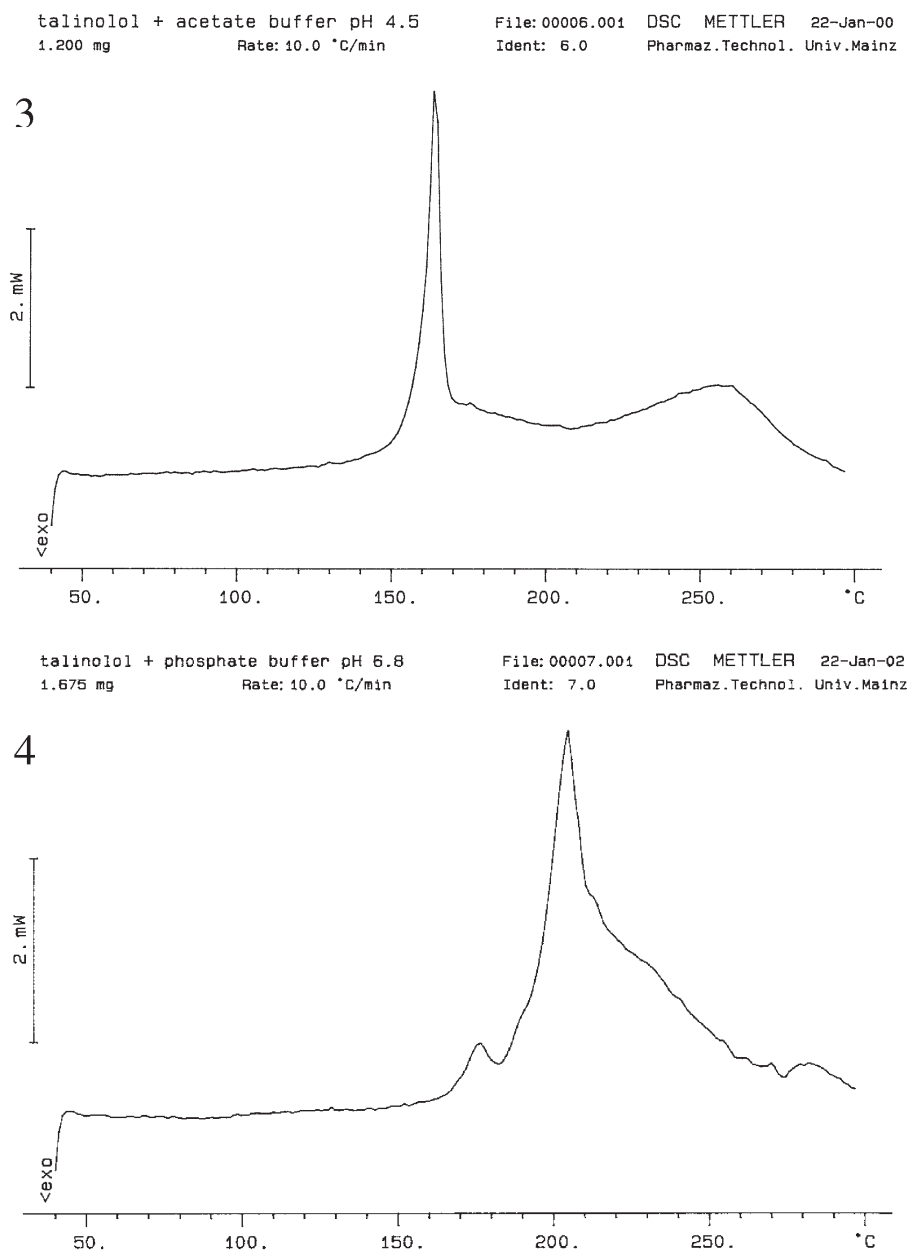 talinolol + acetate buffer pH 4.5 File: 00006.001 DSC METTLER 22-Jan-00
1.200 mg Rate: 10.0 °C/min Ident: 6.0 Pharmaz.Technol. Univ.Mainz
3
2. mW
<exo
50. 100. 150. 200. 250. °C
talinolol + phosphate buffer pH 6.8 File: 00007.001 DSC METTLER 22-Jan-02
1.675 mg Rate: 10.0 °C/min Ident: 7.0 Pharmaz.Technol. Univ.Mainz
4
2. mW
<exo
50. 100. 150. 200. 250. °C